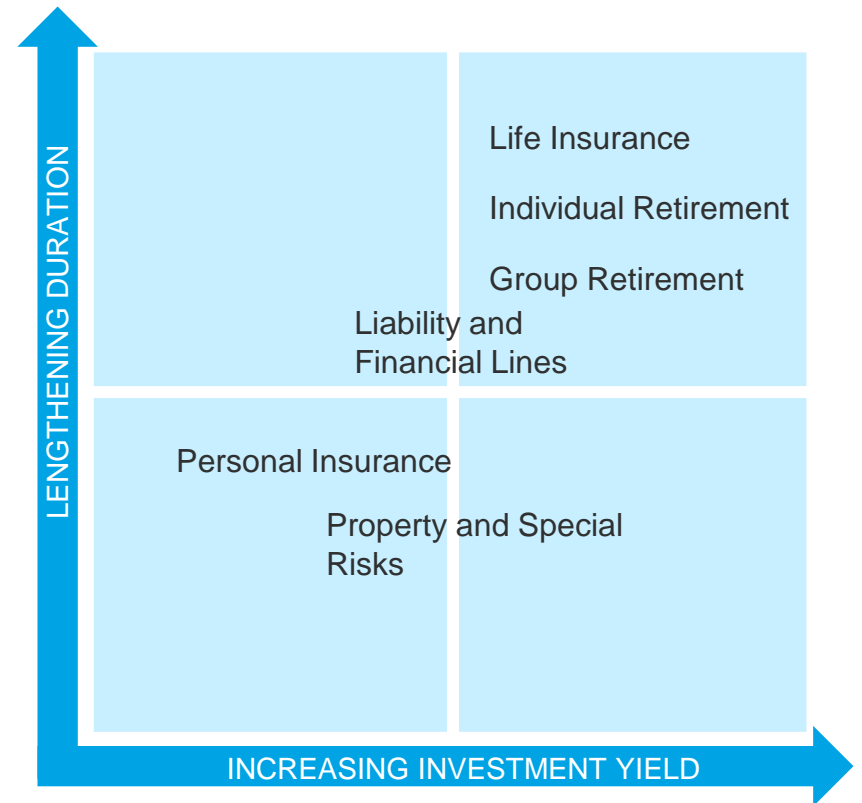 LENGTHENING DURATION
Life Insurance
Individual Retirement
Group Retirement
Liability and
Financial Lines
Personal Insurance
Property and Special
Risks
INCREASING INVESTMENT YIELD